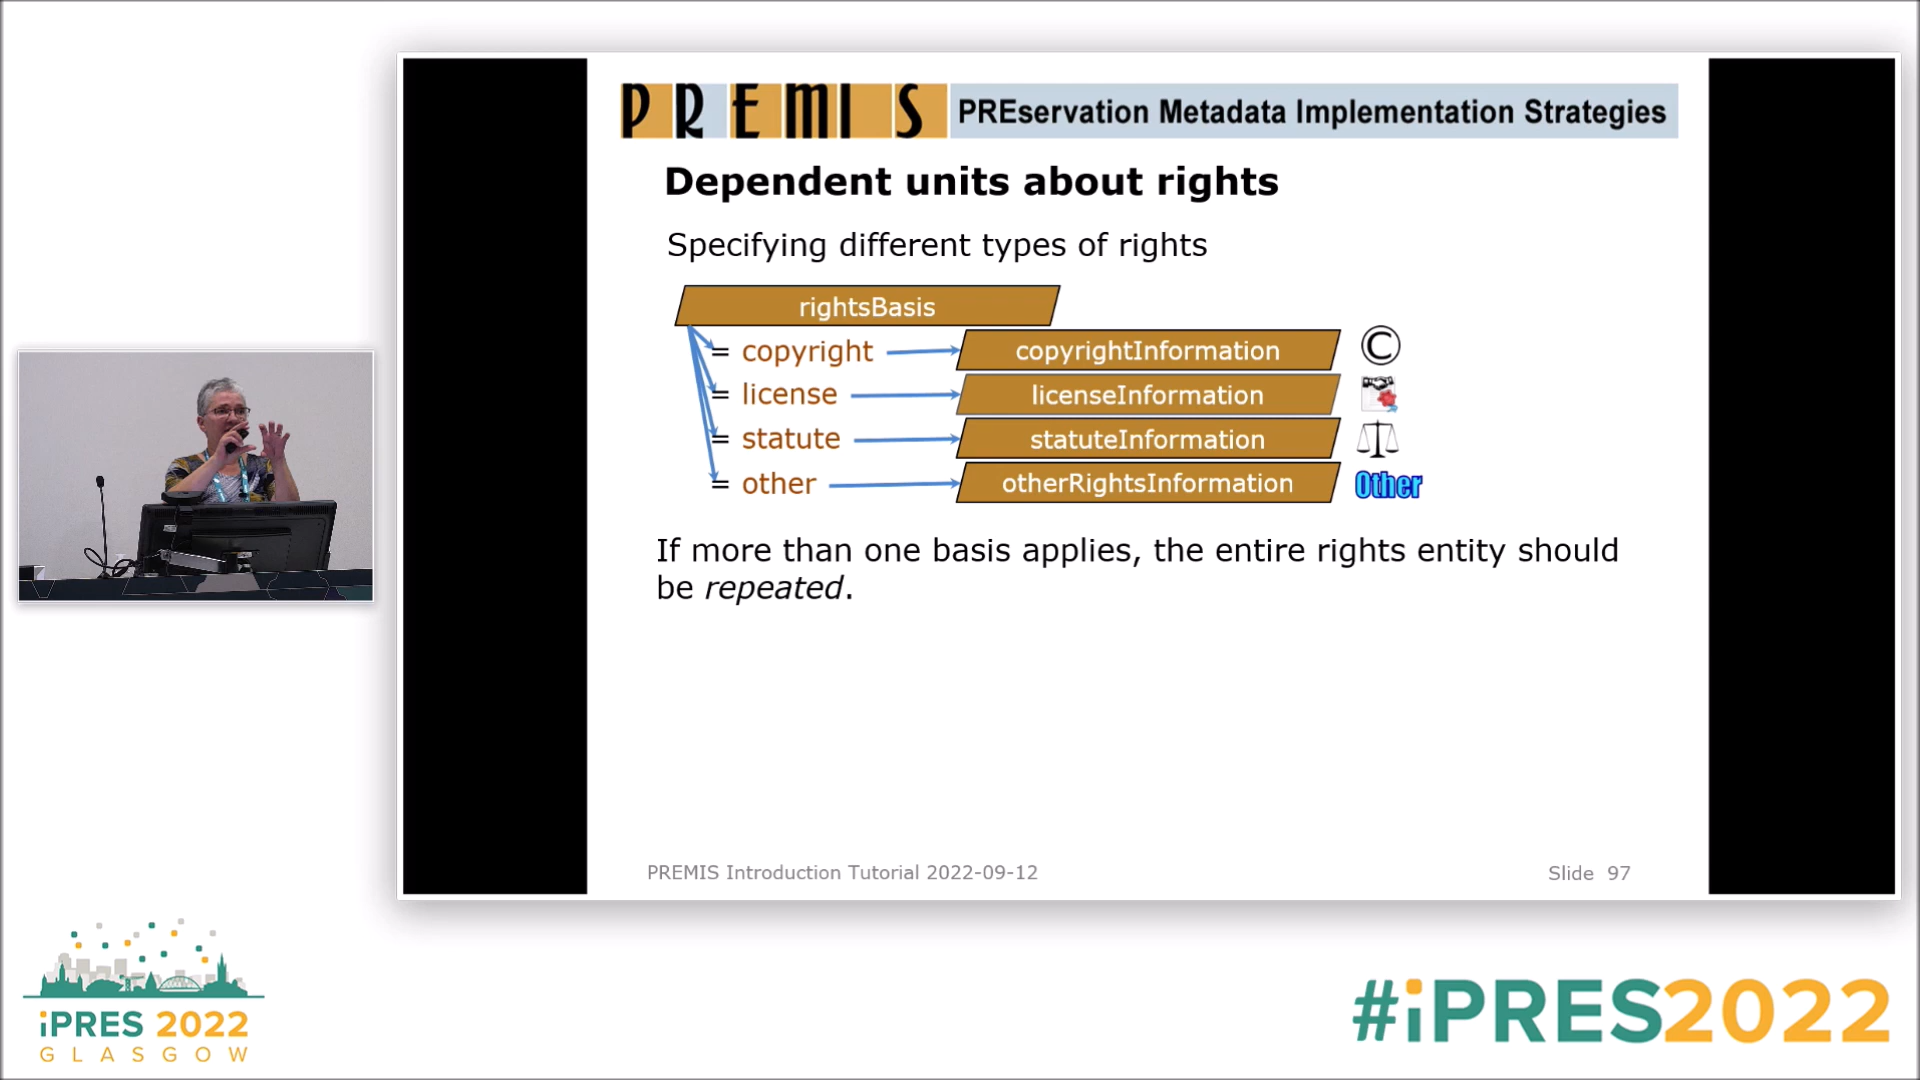 PREMIS PREservation Metadata Implementation Strategies
Dependent units about rights
Specifying different types of rights
rightsBasis
= copyright copyrightInformation ©
= license licenseInformation
= statute statuteInformation
= other otherRightsInformation Other
If more than one basis applies, the entire rights entity should
be repeated.
PREMIS Introduction Tutorial 2022-09-12 Slide 97
iPRES 2022
GLASGOW
#iPRES2022